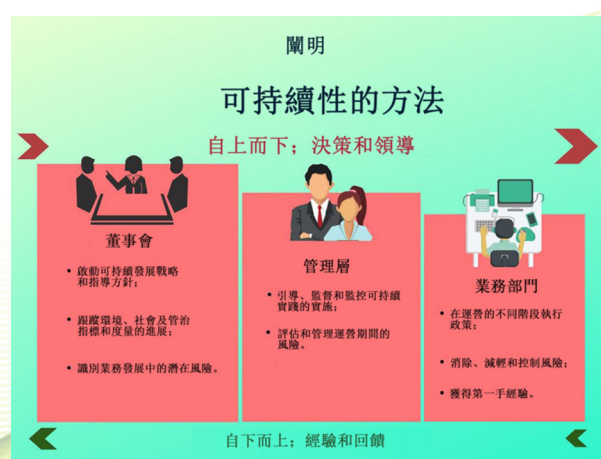 闡明
可持續性的方法
自上而下；決策和領導
董事會
• 啟動可持續發展戰略
和指導方針；
• 跟蹤環境、社會及管治
指標和度量的進展；
• 識別業務發展中的潛在風險。
管理層
• 引導、監督和監控可持續
實踐的實施；
• 評估和管理運營期間的
風險。
業務部門
• 在運營的不同階段執行
政策；
• 消除、減輕和控制風險；
• 獲得第一手經驗。
自下而上；經驗和回饋